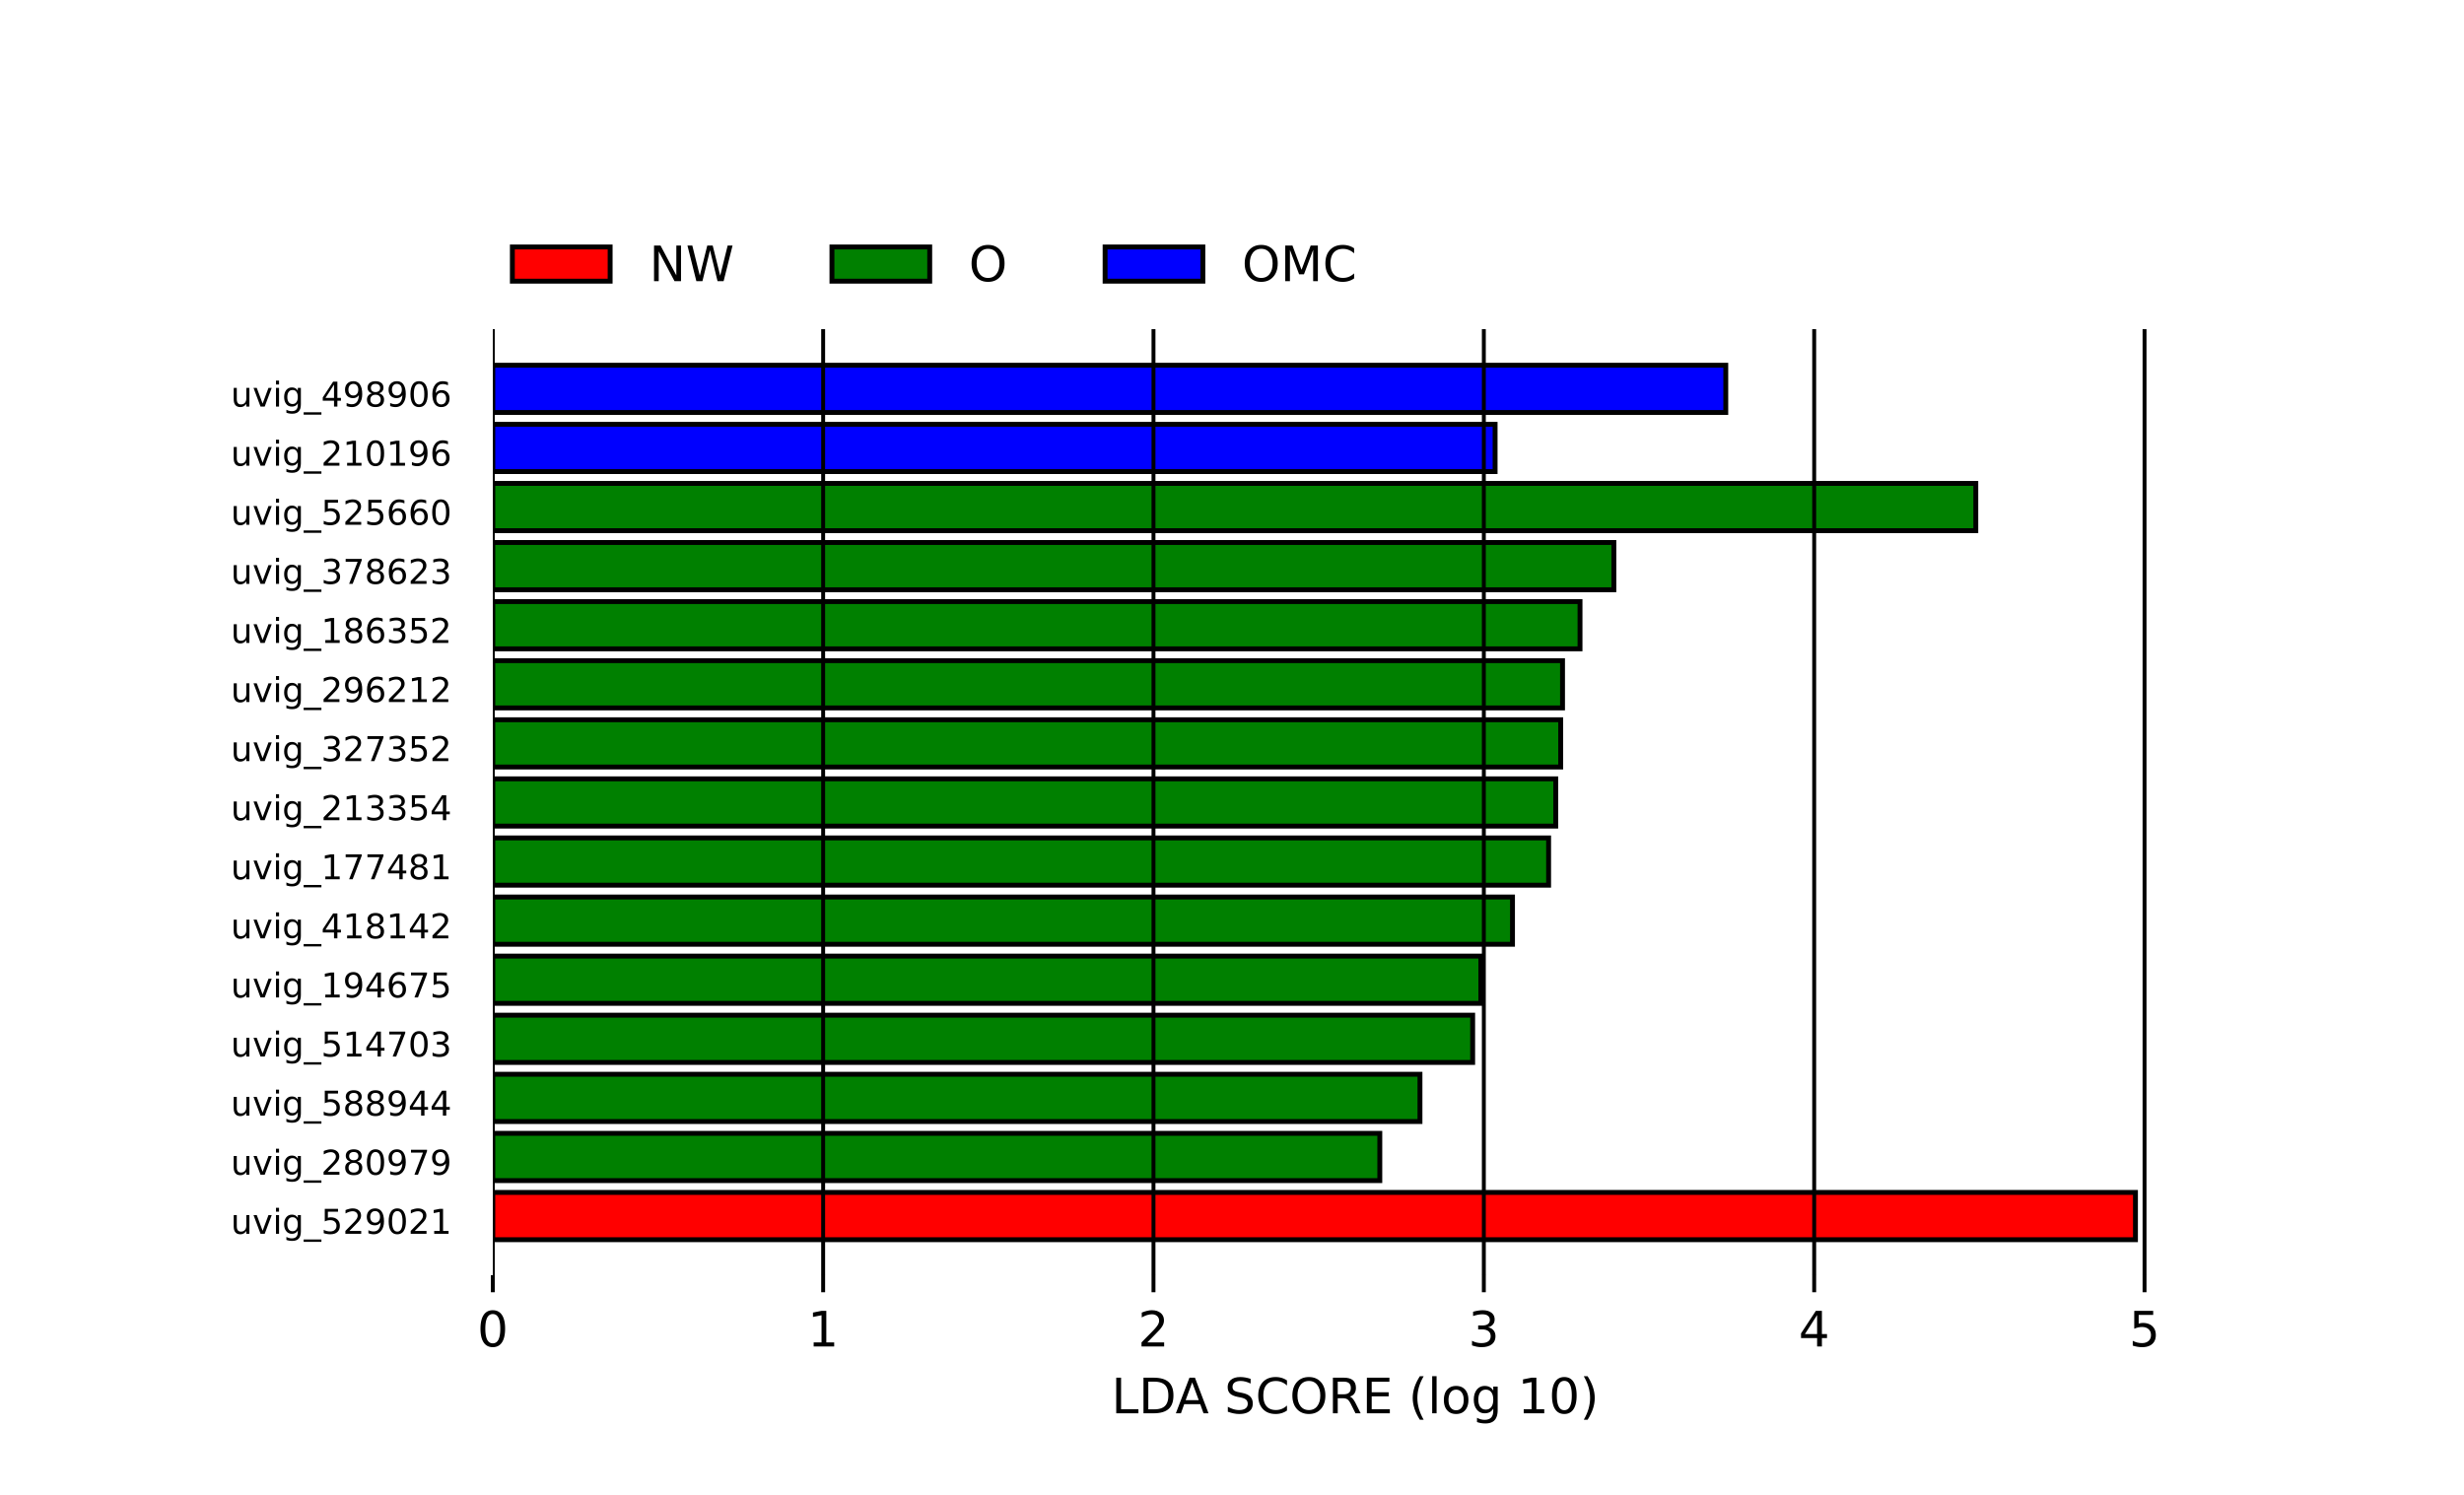 NW O OMC
uvig_498906
uvig_210196
uvig_525660
uvig_378623
uvig_186352
uvig_296212
uvig_327352
uvig_213354
uvig_177481
uvig_418142
uvig_194675
uvig_514703
uvig_588944
uvig_280979
uvig_529021
0 1 2 3 4 5
LDA SCORE (log 10)